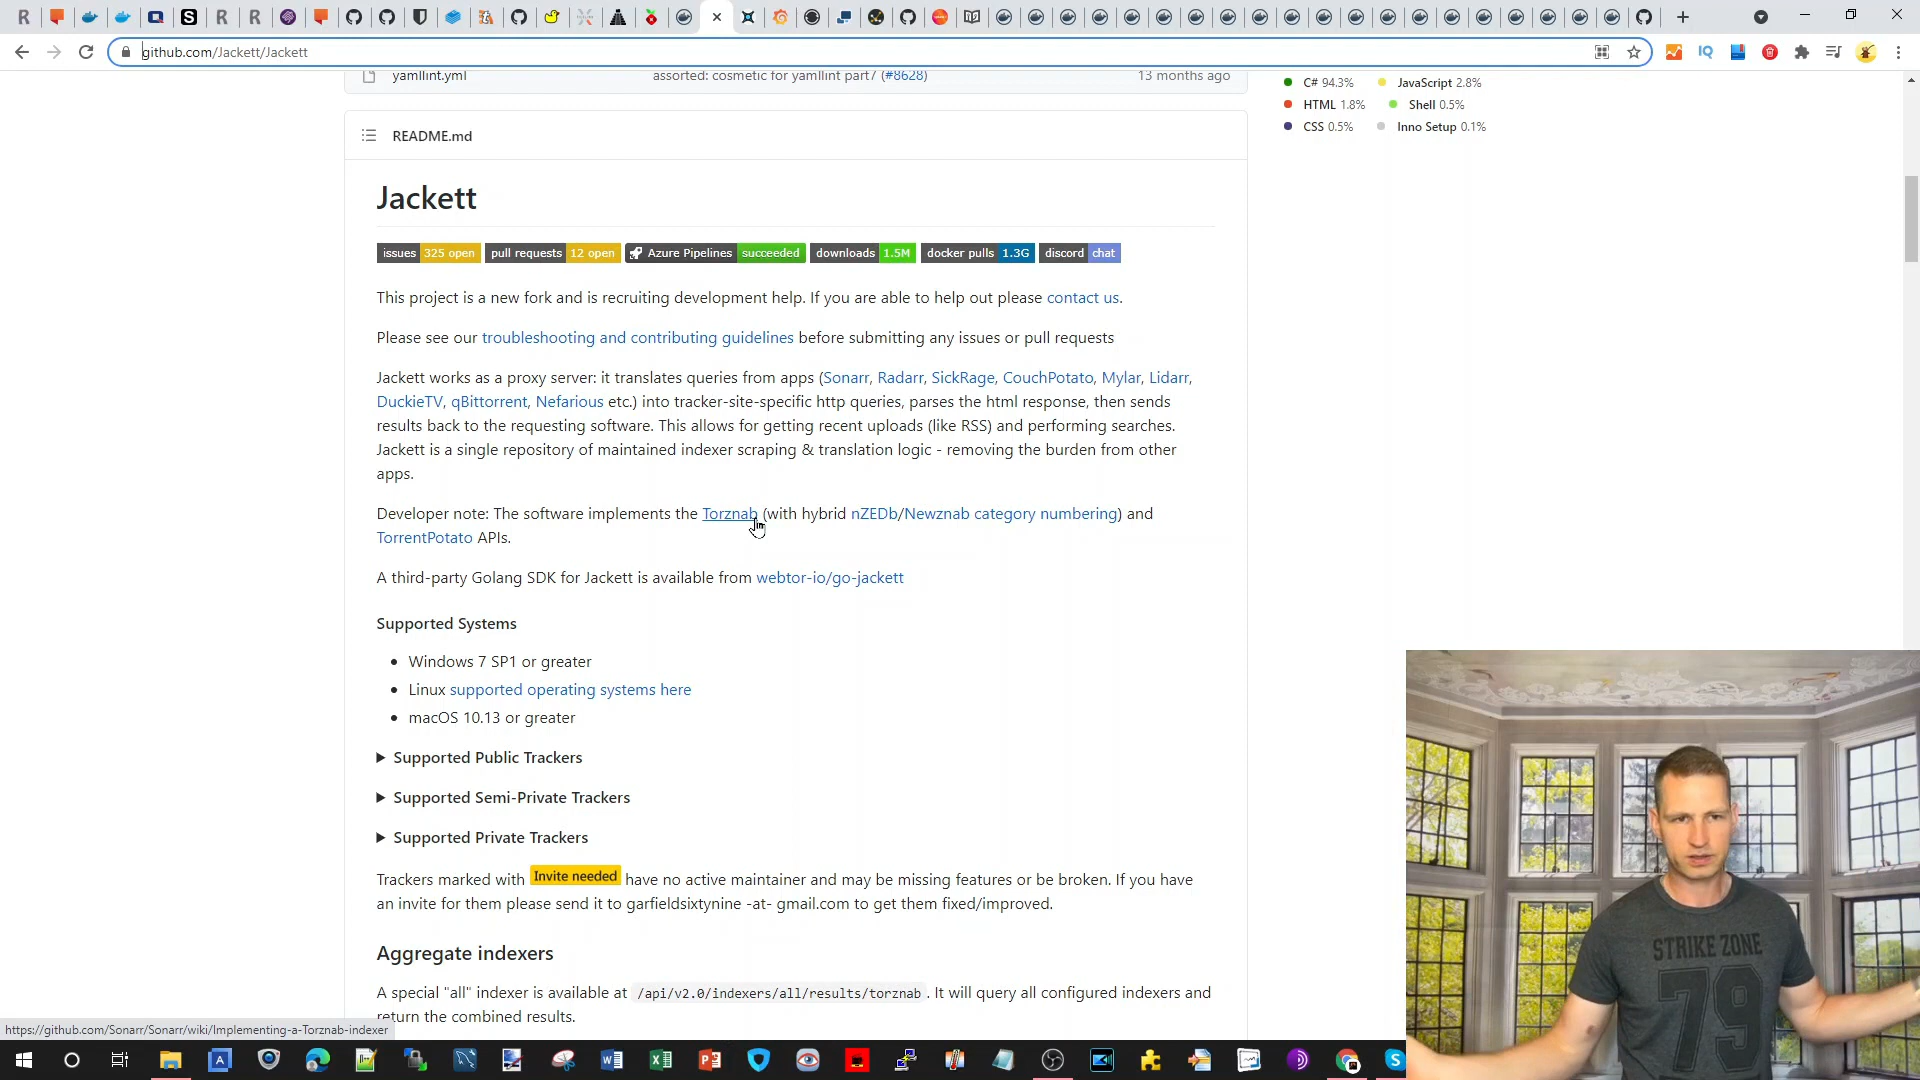 github.com/Jackett/Jackett
yamllint.yml assorted: cosmetic for yamllint part7 (#8628) 13 months ago
C# 94.3% JavaScript 2.8%
HTML 1.8% Shell 0.5%
CSS 0.5% Inno Setup 0.1%
README.md
Jackett
issues 325 open pull requests 12 open Azure Pipelines succeeded downloads 1.5M docker pulls 1.3G discord chat
This project is a new fork and is recruiting development help. If you are able to help out please contact us.
Please see our troubleshooting and contributing guidelines before submitting any issues or pull requests
Jackett works as a proxy server: it translates queries from apps (Sonarr, Radarr, SickRage, CouchPotato, Mylar, Lidarr,
DuckieTV, qBittorrent, Nefarious etc.) into tracker-site-specific http queries, parses the html response, then sends
results back to the requesting software. This allows for getting recent uploads (like RSS) and performing searches.
Jackett is a single repository of maintained indexer scraping & translation logic - removing the burden from other
apps.
Developer note: The software implements the Torznab (with hybrid nZEDb/Newznab category numbering) and
TorrentPotato APIs.
A third-party Golang SDK for Jackett is available from webtor-io/go-jackett
Supported Systems
• Windows 7 SP1 or greater
• Linux supported operating systems here
• macOS 10.13 or greater
Supported Public Trackers
Supported Semi-Private Trackers
Supported Private Trackers
Trackers marked with Invite needed have no active maintainer and may be missing features or be broken. If you have
an invite for them please send it to garfieldsixtynine -at- gmail.com to get them fixed/improved.
Aggregate indexers
A special "all" indexer is available at /api/v2.0/indexers/all/results/torznab. It will query all configured indexers and
return the combined results.
https://github.com/Sonarr/Sonarr/wiki/Implementing-a-Torznab-indexer
STRIKE ZONE
79